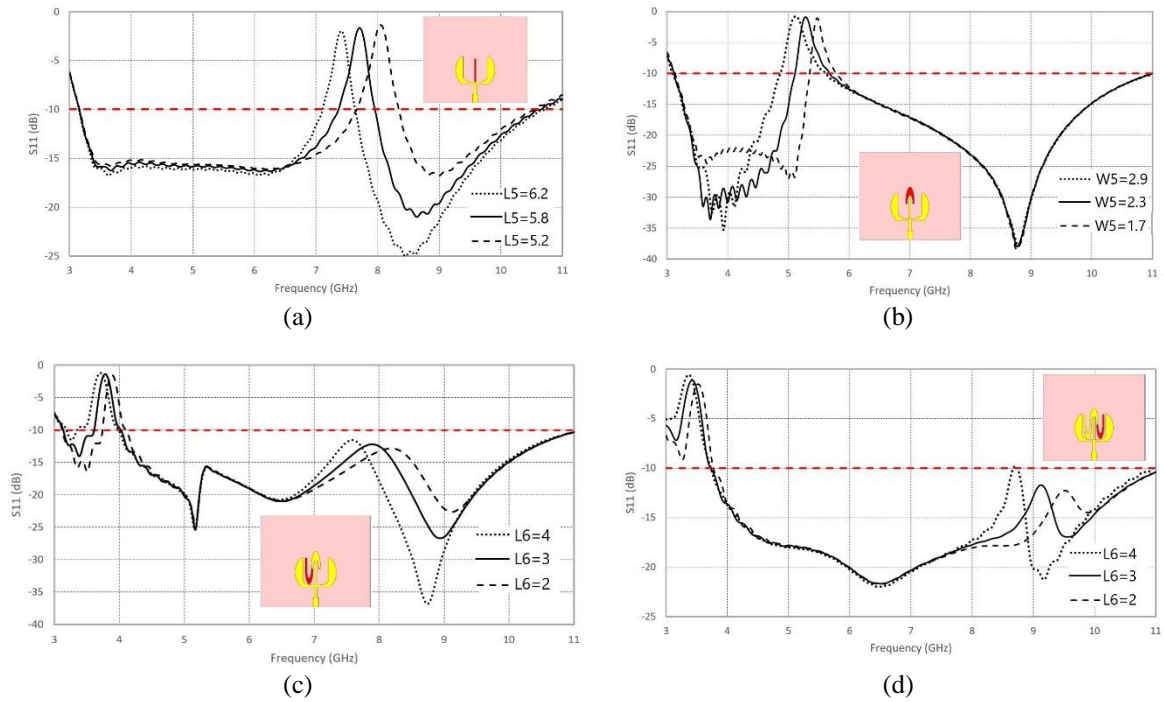 0
-5
-10
-15
-20
-25
S11 (dB)
3 4 5 6 7 8 9 10 11
Frequency (GHz)
L5=6.2
L5=5.8
L5=5.2
(a)
0
-5
-10
-15
-20
-25
-30
-35
-40
S11 (dB)
3 4 5 6 7 8 9 10 11
Frequency (GHz)
W5=2.9
W5=2.3
W5=1.7
(b)
0
-5
-10
-15
-20
-25
-30
-35
-40
S11 (dB)
3 4 5 6 7 8 9 10 11
Frequency (GHz)
L6=4
L6=3
L6=2
(c)
0
-5
-10
-15
-20
-25
S11 (dB)
3 4 5 6 7 8 9 10 11
Frequency (GHz)
L6=4
L6=3
L6=2
(d)